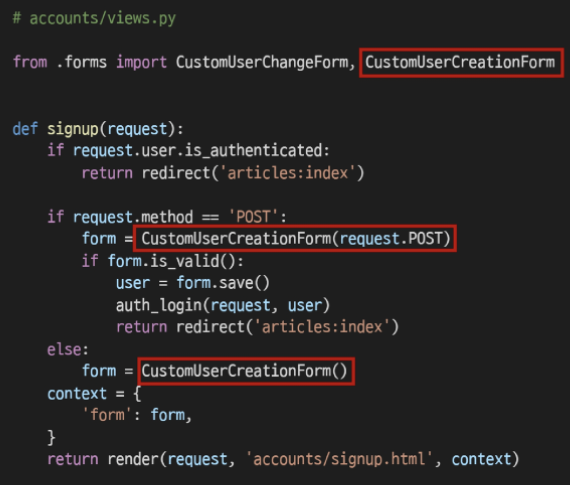 # accounts/views.py
from .forms import CustomUserChangeForm, CustomUserCreationForm
def signup(request):
    if request.user.is_authenticated:
        return redirect('articles:index')
    if request.method == 'POST':
        form = CustomUserCreationForm(request.POST)
        if form.is_valid():
            user = form.save()
            auth_login(request, user)
            return redirect('articles:index')
    else:
        form = CustomUserCreationForm()
    context = {
        'form': form,
    }
    return render(request, 'accounts/signup.html', context)